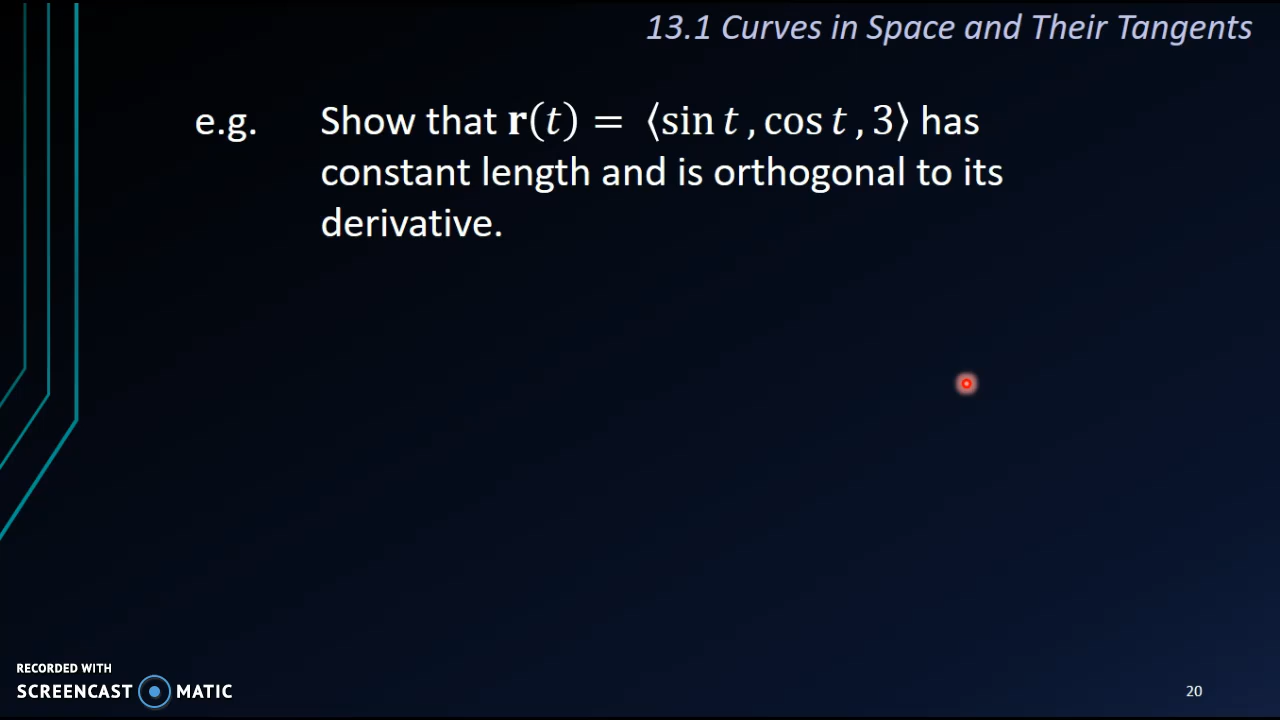 13.1 Curves in Space and Their Tangents
e.g. Show that 𝐫(𝑡) = ⟨sin 𝑡 , cos 𝑡 , 3⟩ has
constant length and is orthogonal to its
derivative.
RECORDED WITH
SCREENCAST MATIC
20